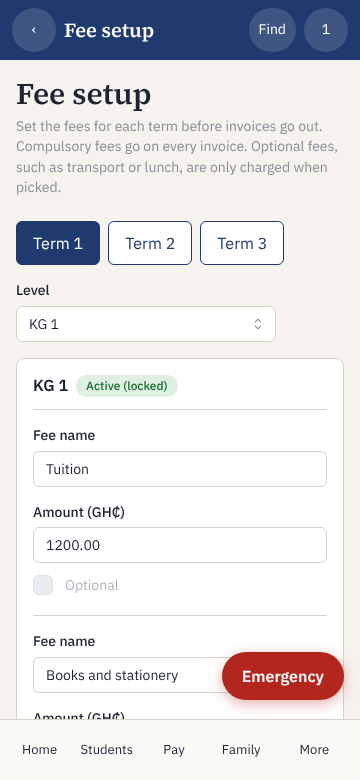 ‹ Fee setup Find 1
Fee setup
Set the fees for each term before invoices go out.
Compulsory fees go on every invoice. Optional fees,
such as transport or lunch, are only charged when
picked.
Term 1 Term 2 Term 3
Level
KG 1
KG 1 Active (locked)
Fee name
Tuition
Amount (GH₵)
1200.00
Optional
Fee name
Books and stationery
Emergency
Amount (GH₵)
Home Students Pay Family More